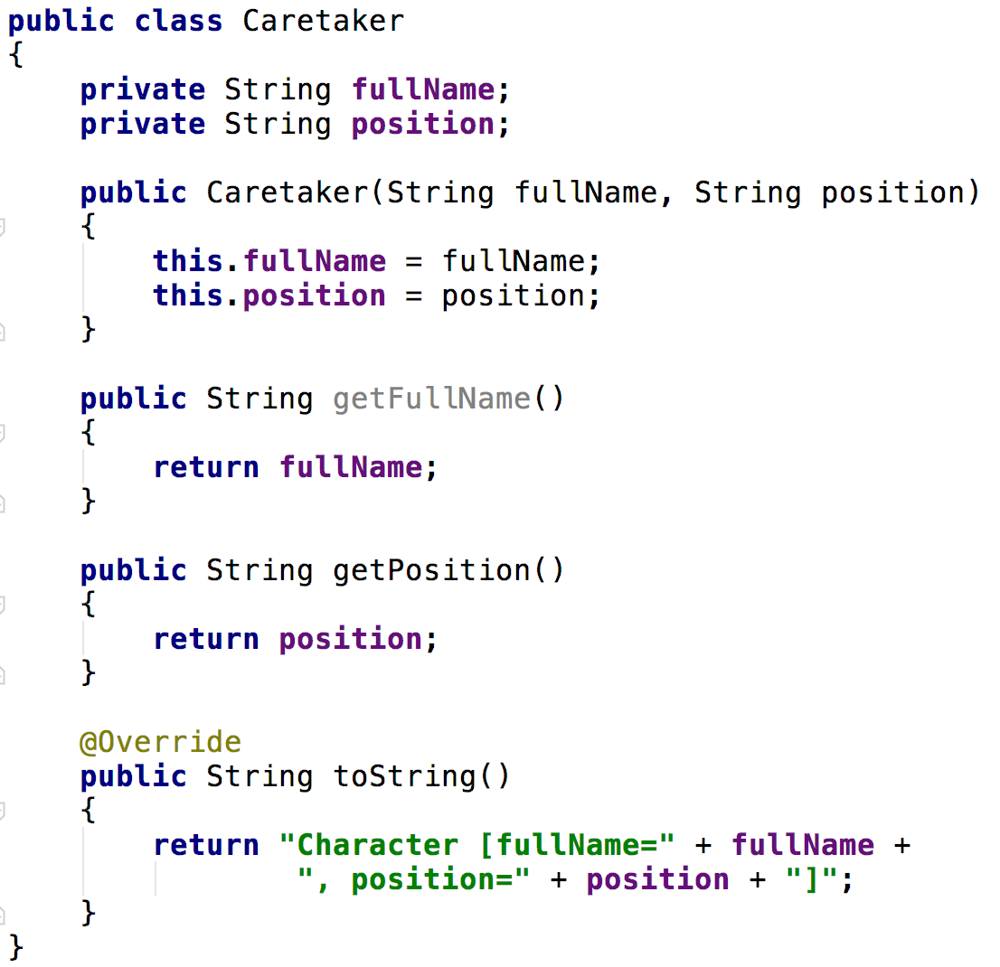 public class Caretaker
{
    private String fullName;
    private String position;

    public Caretaker(String fullName, String position)
    {
        this.fullName = fullName;
        this.position = position;
    }

    public String getFullName()
    {
        return fullName;
    }

    public String getPosition()
    {
        return position;
    }

    @Override
    public String toString()
    {
        return "Character [fullName=" + fullName +
                ", position=" + position + "]";
    }
}